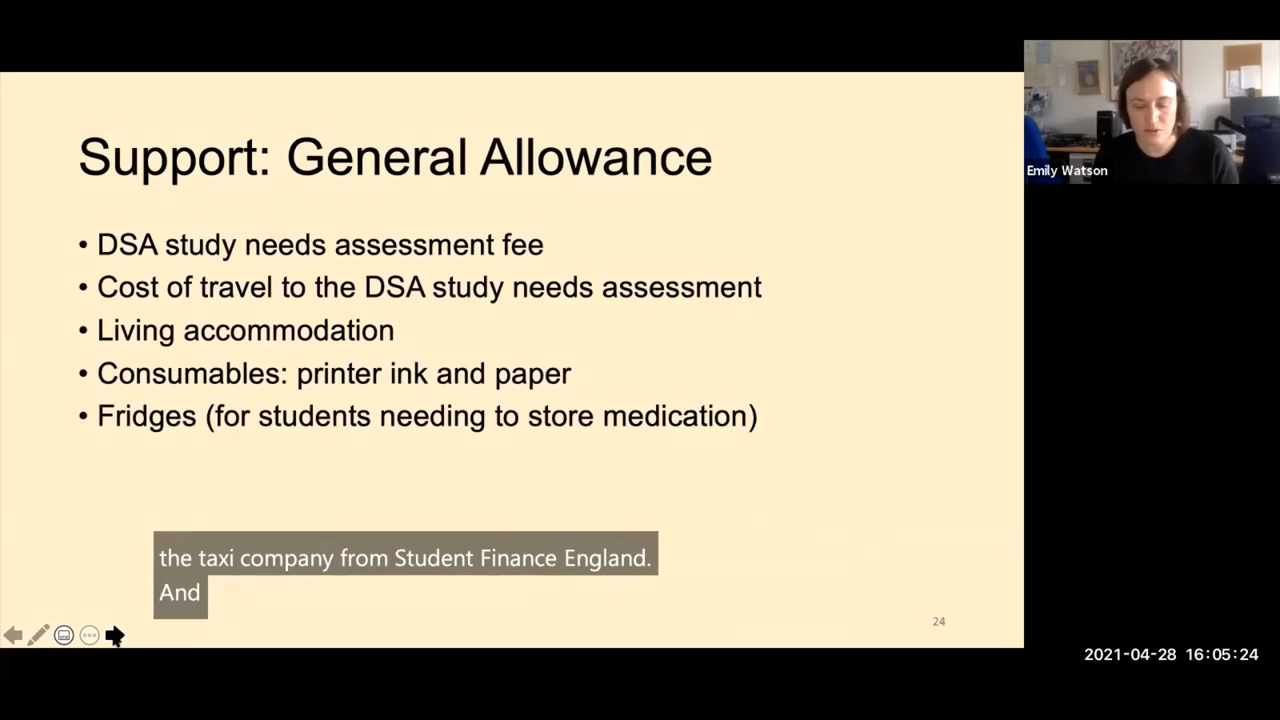 Support: General Allowance
• DSA study needs assessment fee
• Cost of travel to the DSA study needs assessment
• Living accommodation
• Consumables: printer ink and paper
• Fridges (for students needing to store medication)
the taxi company from Student Finance England.
And
24
Emily Watson
2021-04-28 16:05:24